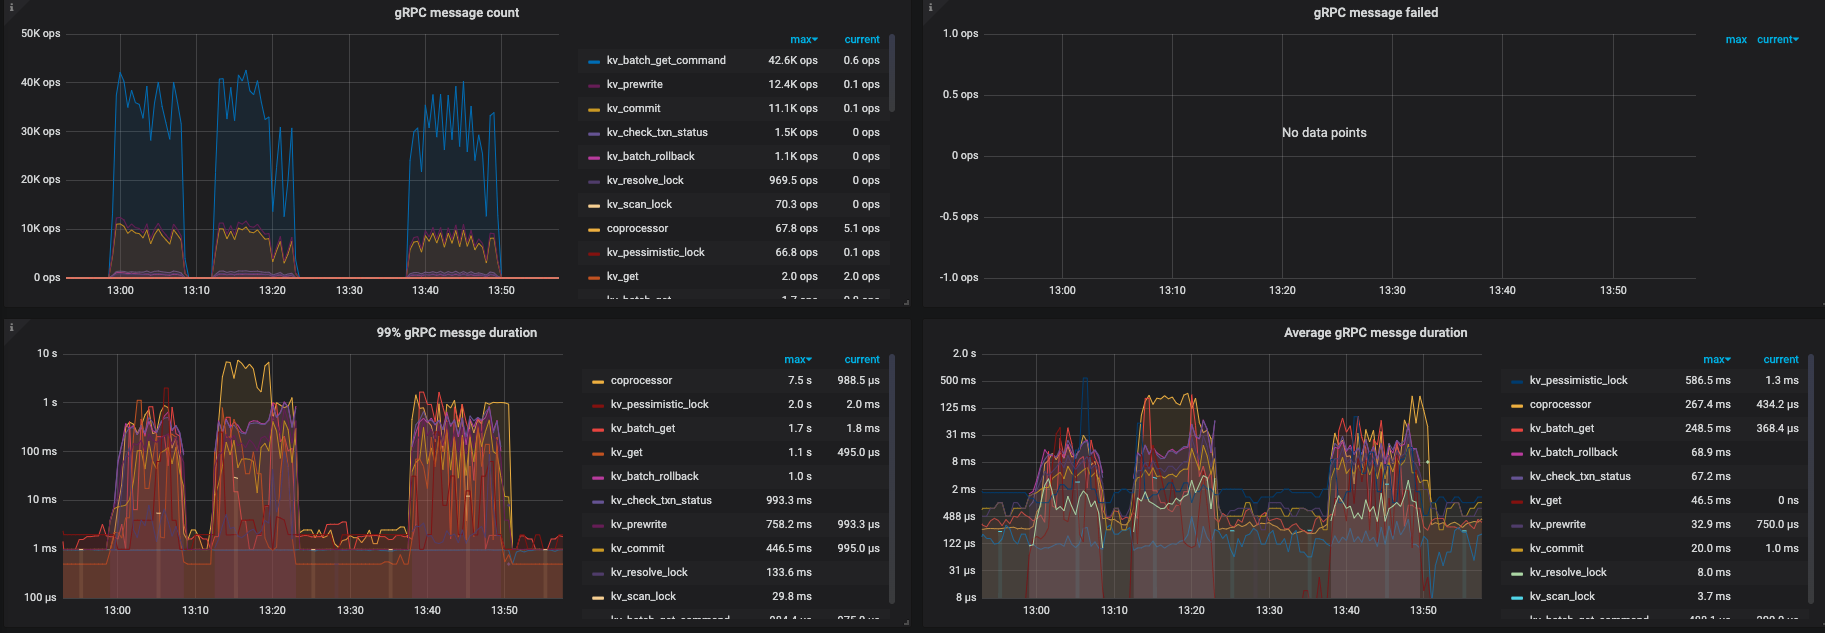 gRPC message count
50K ops
40K ops
30K ops
20K ops
10K ops
0 ops
13:00 13:10 13:20 13:30 13:40 13:50
max current
kv_batch_get_command 42.6K ops 0.6 ops
kv_prewrite 12.4K ops 0.1 ops
kv_commit 11.1K ops 0.1 ops
kv_check_txn_status 1.5K ops 0 ops
kv_batch_rollback 1.1K ops 0 ops
kv_resolve_lock 969.5 ops 0 ops
kv_scan_lock 70.3 ops 0 ops
coprocessor 67.8 ops 5.1 ops
kv_pessimistic_lock 66.8 ops 0.1 ops
kv_get 2.0 ops 2.0 ops
gRPC message failed
1.0 ops
0.5 ops
0 ops
-0.5 ops
-1.0 ops
No data points
13:00 13:10 13:20 13:30 13:40 13:50
max current
99% gRPC messge duration
10 s
1 s
100 ms
10 ms
1 ms
100 µs
13:00 13:10 13:20 13:30 13:40 13:50
max current
coprocessor 7.5 s 988.5 µs
kv_pessimistic_lock 2.0 s 2.0 ms
kv_batch_get 1.7 s 1.8 ms
kv_get 1.1 s 495.0 µs
kv_batch_rollback 1.0 s
kv_check_txn_status 993.3 ms
kv_prewrite 758.2 ms 993.3 µs
kv_commit 446.5 ms 995.0 µs
kv_resolve_lock 133.6 ms
kv_scan_lock 29.8 ms
Average gRPC messge duration
2.0 s
500 ms
125 ms
31 ms
8 ms
2 ms
488 µs
122 µs
31 µs
8 µs
13:00 13:10 13:20 13:30 13:40 13:50
max current
kv_pessimistic_lock 586.5 ms 1.3 ms
coprocessor 267.4 ms 434.2 µs
kv_batch_get 248.5 ms 368.4 µs
kv_batch_rollback 68.9 ms
kv_check_txn_status 67.2 ms
kv_get 46.5 ms 0 ns
kv_prewrite 32.9 ms 750.0 µs
kv_commit 20.0 ms 1.0 ms
kv_resolve_lock 8.0 ms
kv_scan_lock 3.7 ms